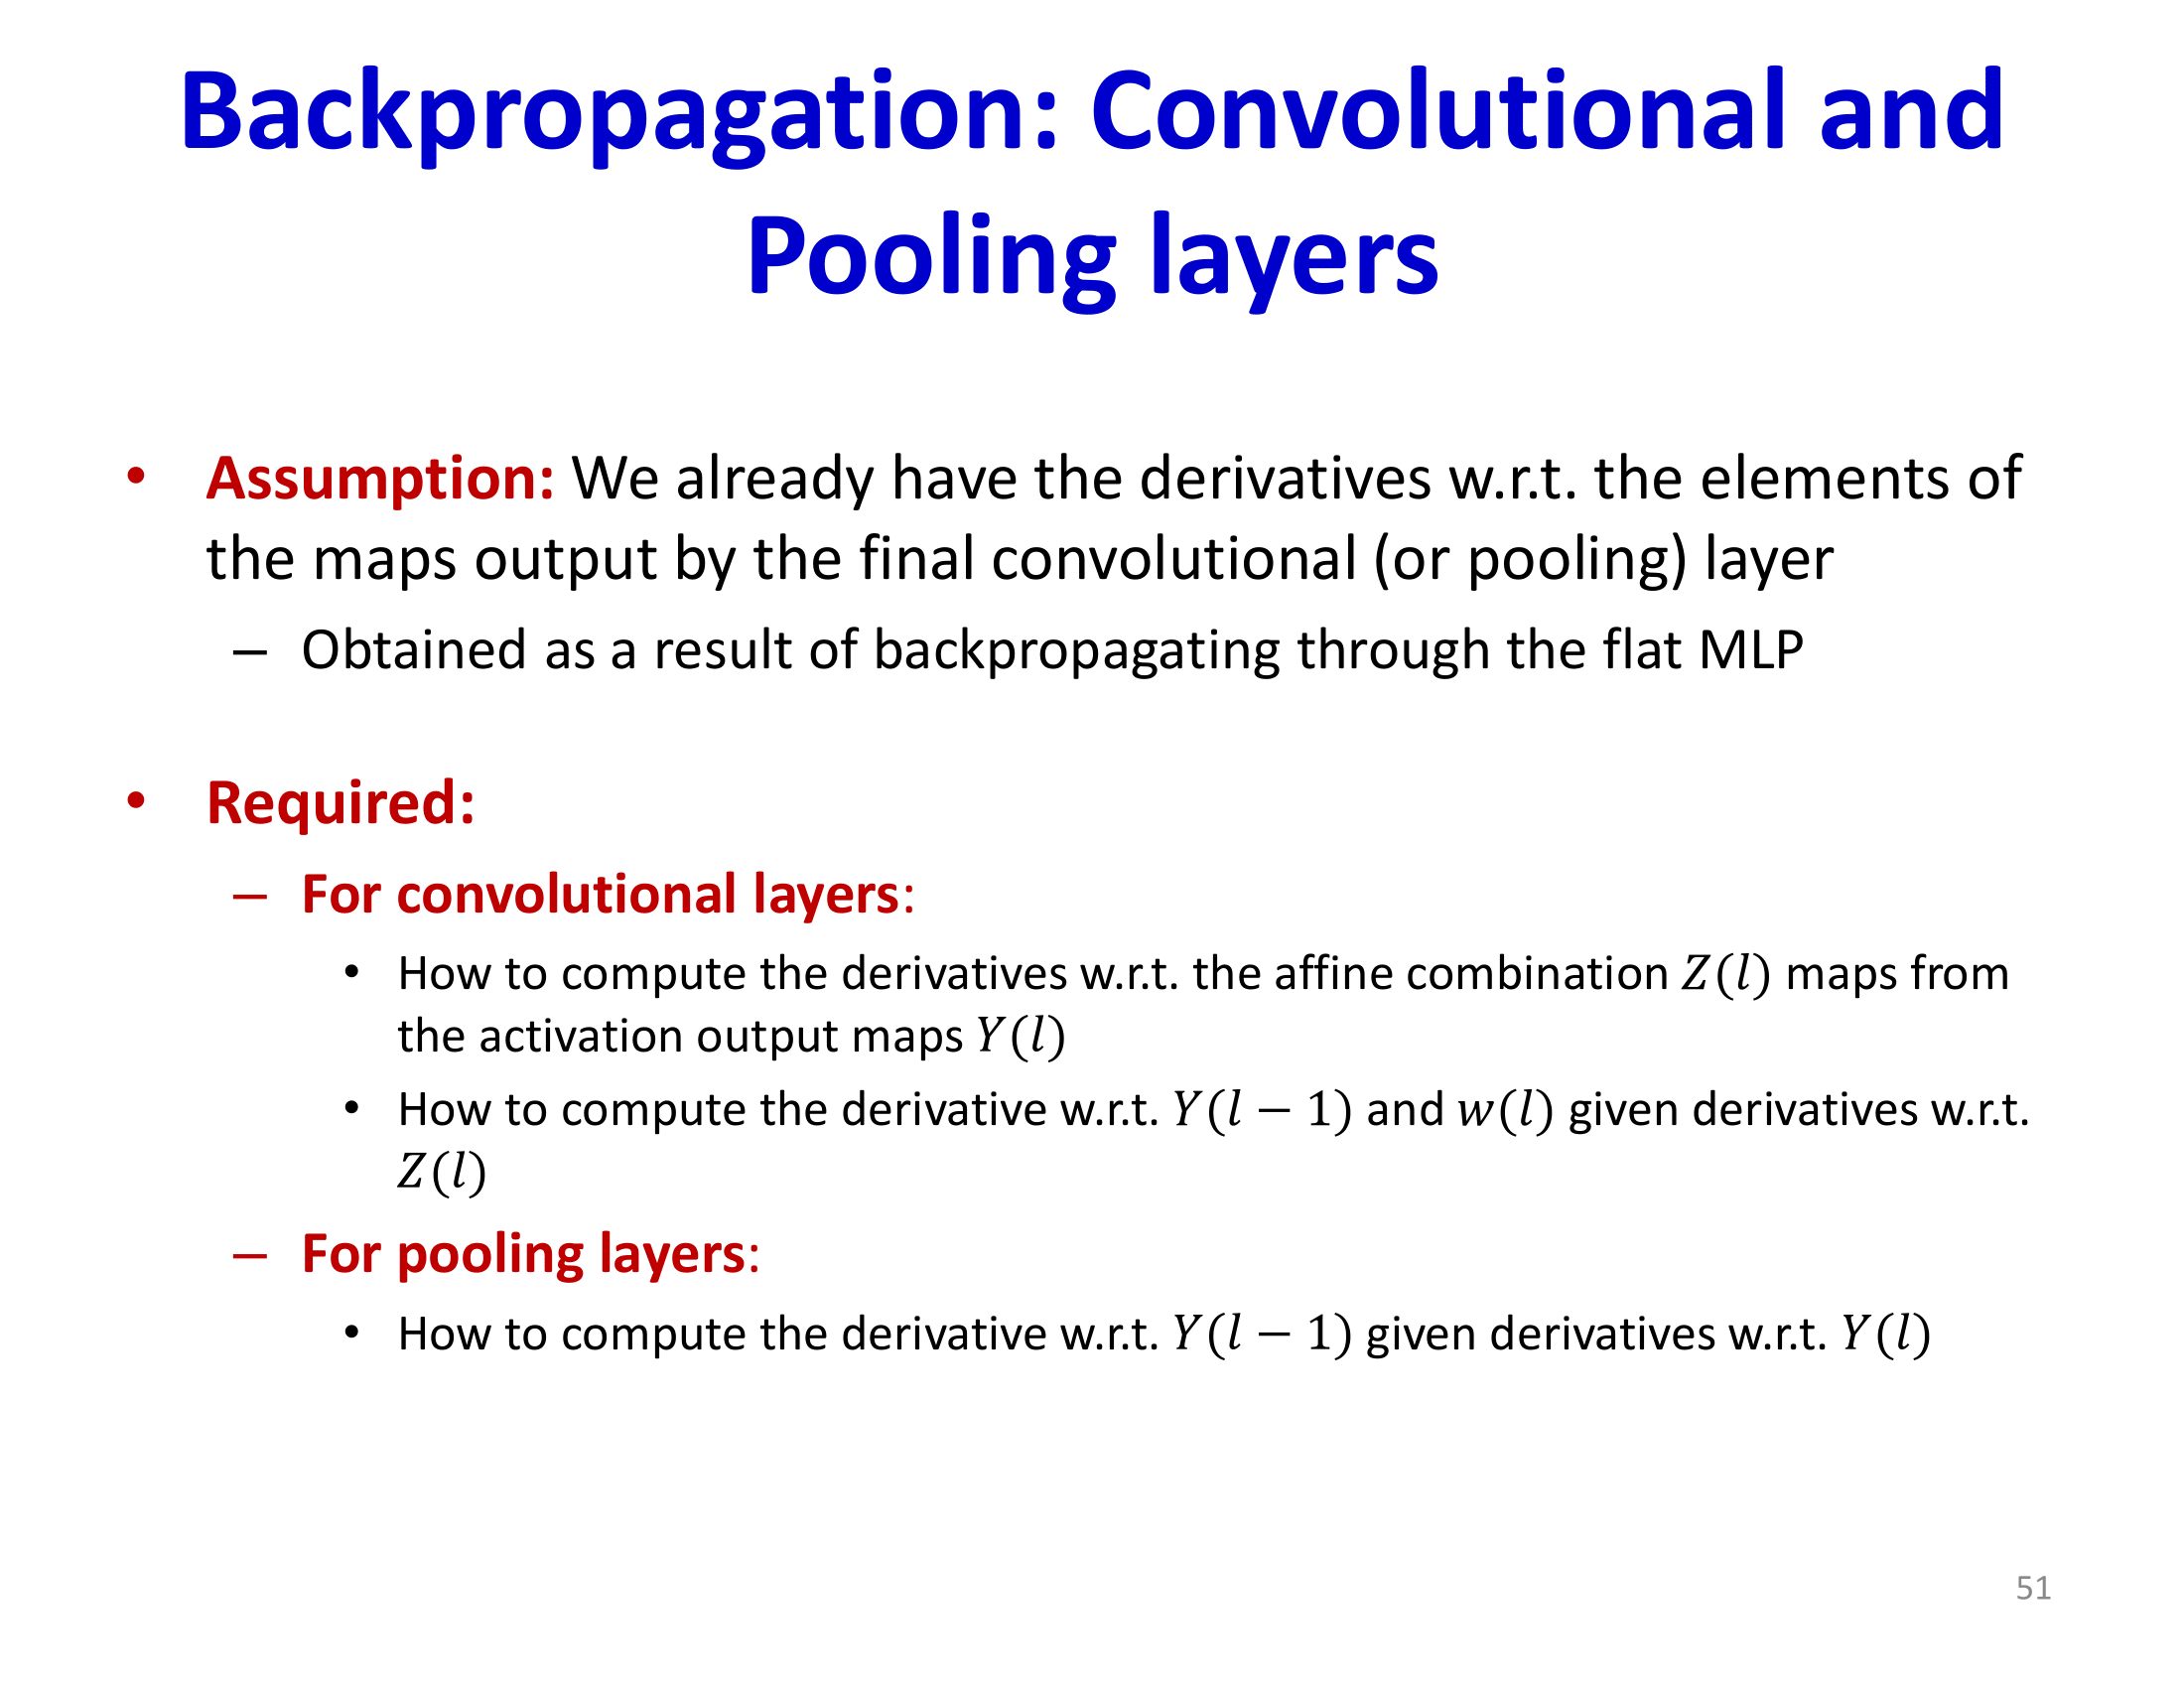 Backpropagation: Convolutional and
Pooling layers
• Assumption: We already have the derivatives w.r.t. the elements of
the maps output by the final convolutional (or pooling) layer
– Obtained as a result of backpropagating through the flat MLP
• Required:
– For convolutional layers:
• How to compute the derivatives w.r.t. the affine combination Z(l) maps from
the activation output maps Y(l)
• How to compute the derivative w.r.t. Y(l − 1) and w(l) given derivatives w.r.t.
Z(l)
– For pooling layers:
• How to compute the derivative w.r.t. Y(l − 1) given derivatives w.r.t. Y(l)
51